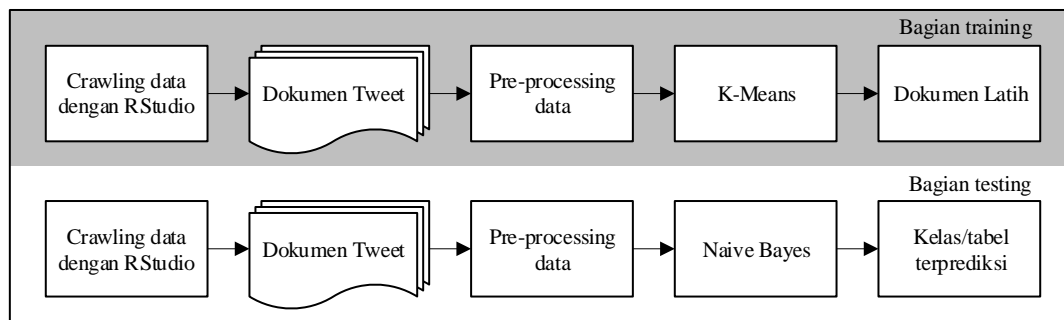 Bagian training
Crawling data
dengan RStudio
Dokumen Tweet
Pre-processing
data
K-Means
Dokumen Latih
Bagian testing
Crawling data
dengan RStudio
Dokumen Tweet
Pre-processing
data
Naive Bayes
Kelas/tabel
terprediksi